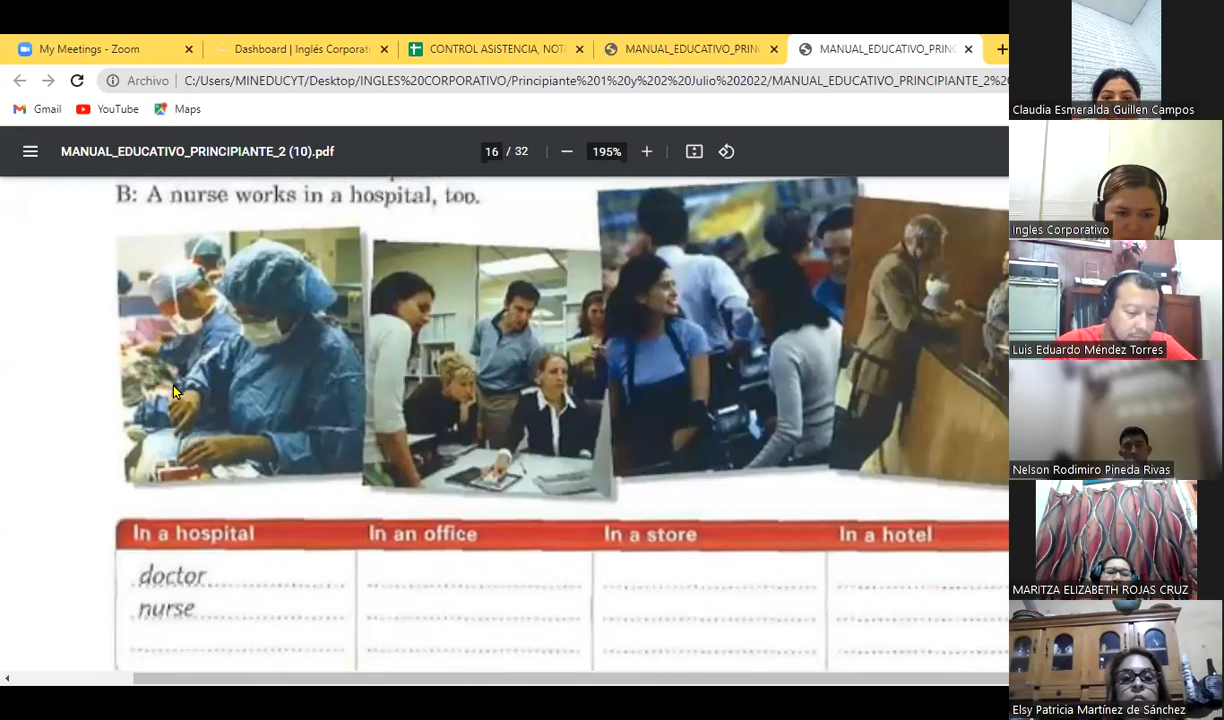 My Meetings - Zoom
Dashboard | Inglés Corporat
CONTROL ASISTENCIA, NOT
MANUAL_EDUCATIVO_PRIN
MANUAL_EDUCATIVO_PRINC
Archivo
C:/Users/MINEDUCYT/Desktop/INGLES%20CORPORATIVO/Principiante%201%20y%202%20Julio%202022/MANUAL_EDUCATIVO_PRINCIPIANTE_2%20
Gmail
YouTube
Maps
MANUAL_EDUCATIVO_PRINCIPIANTE_2 (10).pdf
16 / 32
195%
B: A nurse works in a hospital, too.
In a hospital
In an office
In a store
In a hotel
doctor
nurse
Claudia Esmeralda Guillen Campos
Ingles Corporativo
Luis Eduardo Méndez Torres
Nelson Rodimiro Pineda Rivas
MARITZA ELIZABETH ROJAS CRUZ
Elsy Patricia Martínez de Sánchez